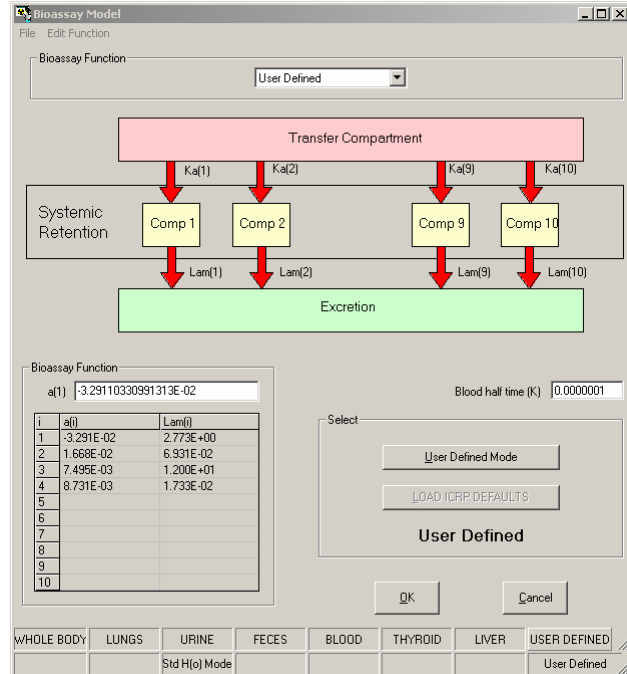 Bioassay Model
File Edit Function
Bioassay Function
User Defined
Transfer Compartment
Ka(1) Ka(2) Ka(9) Ka(10)
Systemic
Retention
Comp 1 Comp 2 Comp 9 Comp 10
Lam(1) Lam(2) Lam(9) Lam(10)
Excretion
Bioassay Function
a(1) -3.29110330991313E-02
Blood half time (K) 0.0000001
i a(i) Lam(i)
1 -3.291E-02 2.773E+00
2 1.668E-02 6.931E-02
3 7.495E-03 1.200E+01
4 8.731E-03 1.733E-02
5
6
7
8
9
10
Select
User Defined Mode
LOAD ICRP DEFAULTS
User Defined
OK Cancel
WHOLE BODY LUNGS URINE FECES BLOOD THYROID LIVER USER DEFINED
Std H(o) Mode User Defined